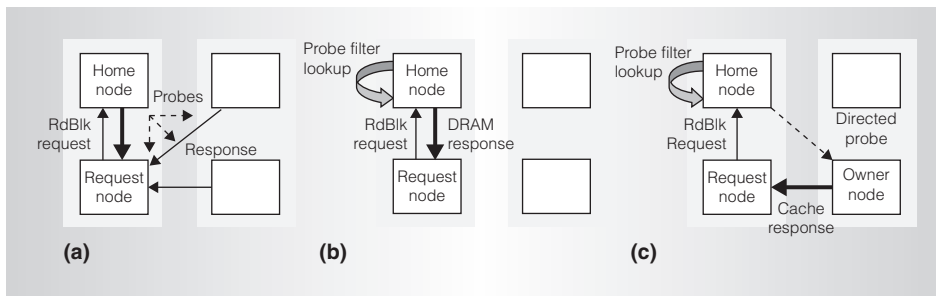 Home
node
Probes
RdBlk
request
Response
Request
node
(a)
Probe filter
lookup
Home
node
RdBlk
request
DRAM
response
Request
node
(b)
Probe filter
lookup
Home
node
Directed
probe
RdBlk
Request
Request
node
Owner
node
Cache
response
(c)